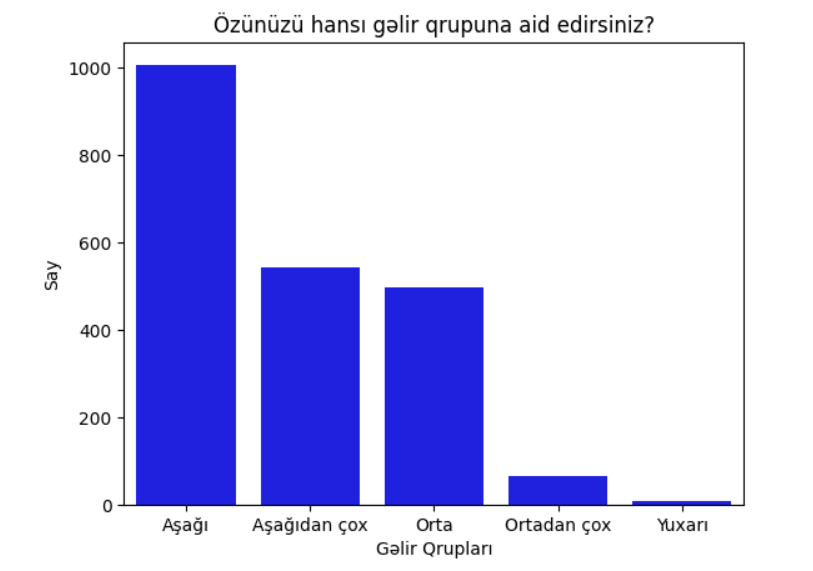 Özünüzü hansı gəlir qrupuna aid edirsiniz?
1000
800
600
400
200
0
Say
Aşağı Aşağıdan çox Orta Ortadan çox Yuxarı
Gəlir Qrupları